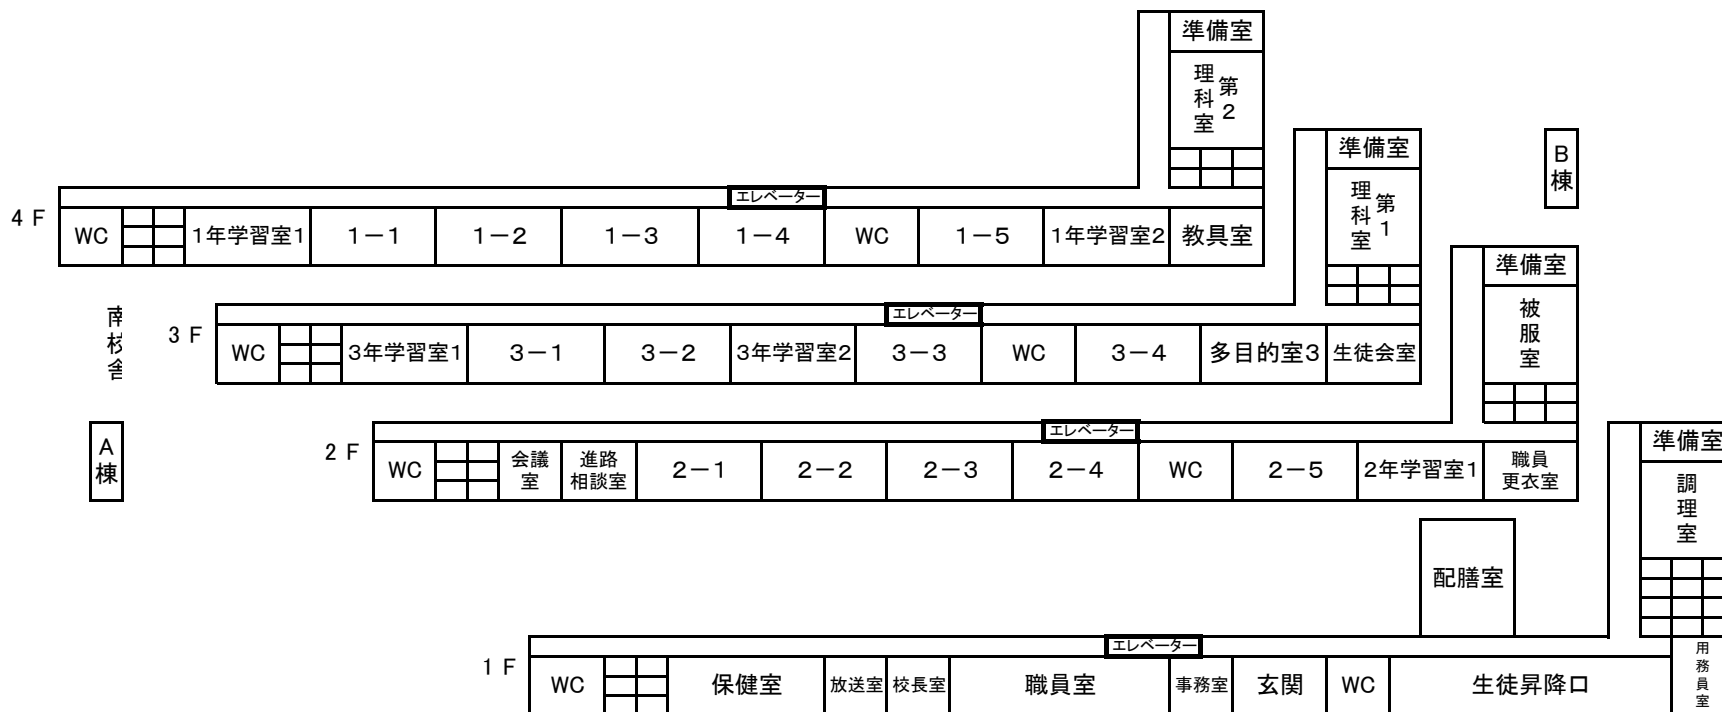 準備室
第2
理科室
B棟
エレベーター
4F
WC
1年学習室1
1－1
1－2
1－3
1－4
WC
1－5
1年学習室2
教具室
準備室
第1
理科室
南校舎
エレベーター
3F
WC
3年学習室1
3－1
3－2
3年学習室2
3－3
WC
3－4
多目的室3
生徒会室
準備室
被服室
A棟
エレベーター
2F
WC
会議室
進路
相談室
2－1
2－2
2－3
2－4
WC
2－5
2年学習室1
職員
更衣室
準備室
調理室
配膳室
エレベーター
1F
WC
保健室
放送室
校長室
職員室
事務室
玄関
WC
生徒昇降口
用務員室